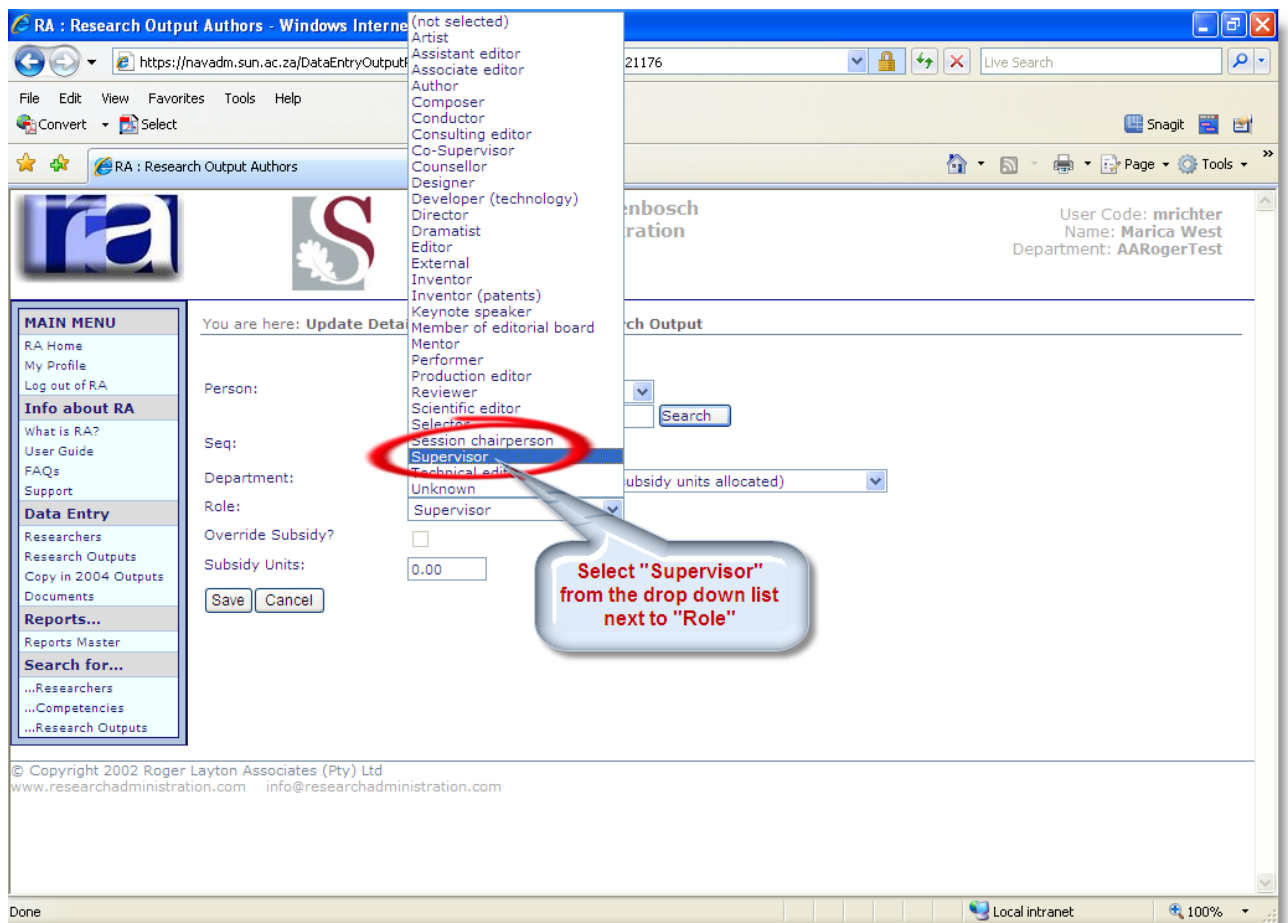 RA : Research Output Authors - Windows Interne
https://navadm.sun.ac.za/DataEntryOutput
21176
Live Search
File Edit View Favorites Tools Help
Convert Select
Snagit
RA : Research Output Authors
Page Tools
ra
S
enbosch
ration
User Code: mrichter
Name: Marica West
Department: AARogerTest
MAIN MENU
RA Home
My Profile
Log out of RA
Info about RA
What is RA?
User Guide
FAQs
Support
Data Entry
Researchers
Research Outputs
Copy in 2004 Outputs
Documents
Reports...
Reports Master
Search for...
...Researchers
...Competencies
...Research Outputs
You are here: Update Deta
rch Output
Person:
Search
Seq:
Department:
ubsidy units allocated)
Role:
Supervisor
Override Subsidy?
Subsidy Units:
0.00
Save Cancel
(not selected)
Artist
Assistant editor
Associate editor
Author
Composer
Conductor
Consulting editor
Co-Supervisor
Counsellor
Designer
Developer (technology)
Director
Dramatist
Editor
External
Inventor
Inventor (patents)
Keynote speaker
Member of editorial board
Mentor
Performer
Production editor
Reviewer
Scientific editor
Selector
Session chairperson
Supervisor
Technical edit
Unknown
Select "Supervisor"
from the drop down list
next to "Role"
© Copyright 2002 Roger Layton Associates (Pty) Ltd
www.researchadministration.com info@researchadministration.com
Done
Local intranet
100%